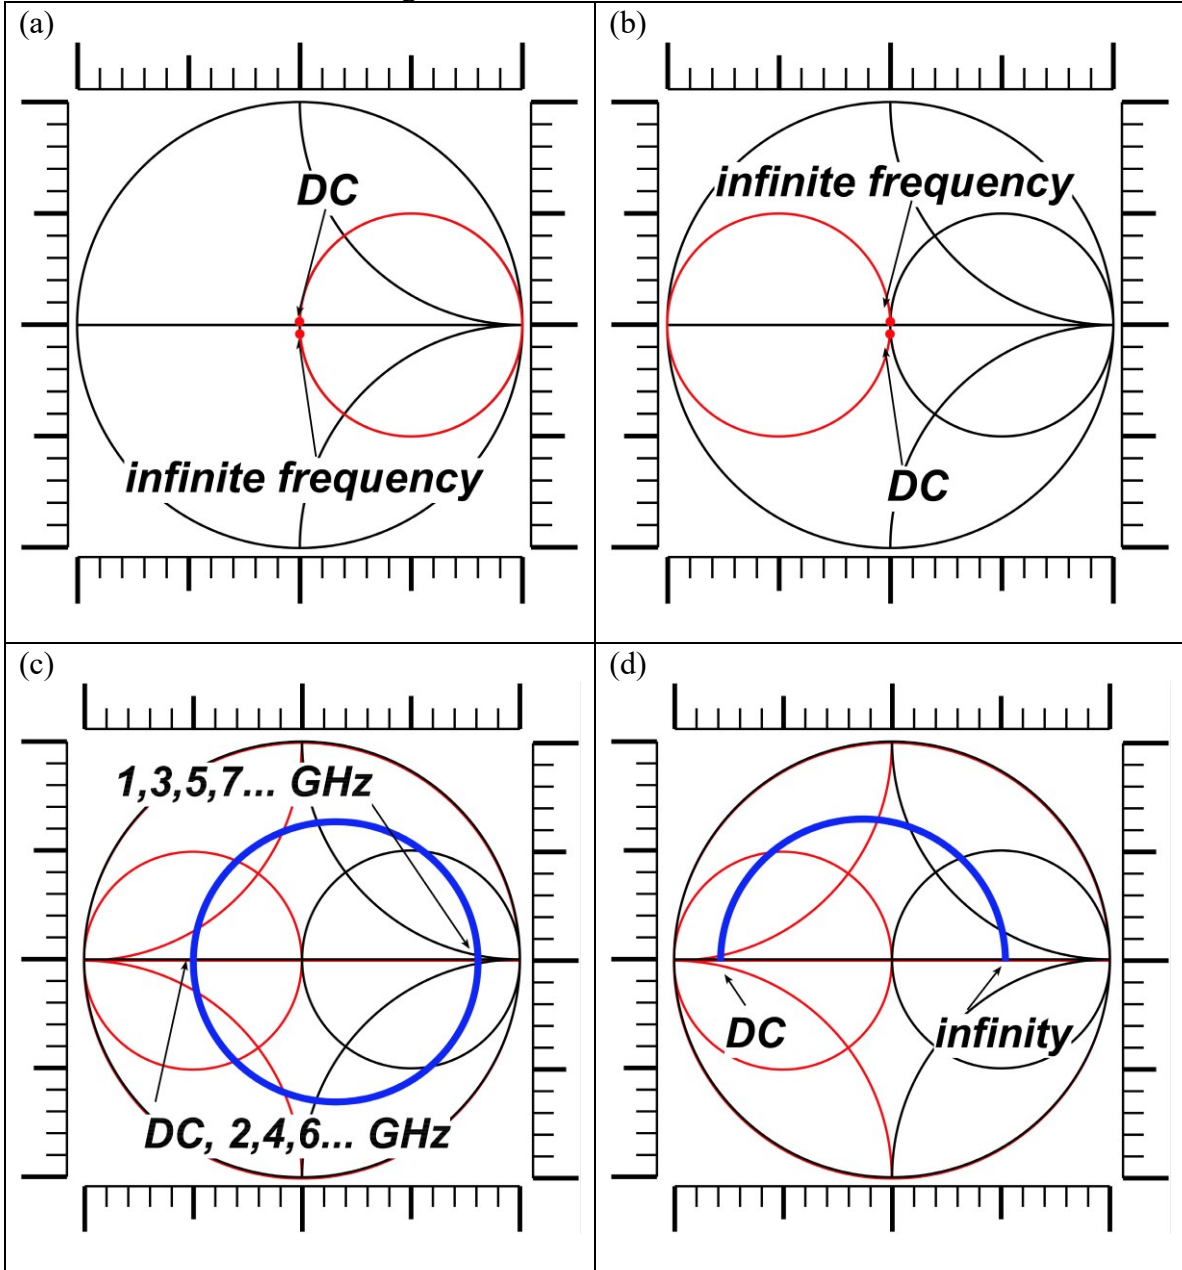 (a)
DC
infinite frequency
(b)
infinite frequency
DC
(c)
1,3,5,7... GHz
DC, 2,4,6... GHz
(d)
DC
infinity